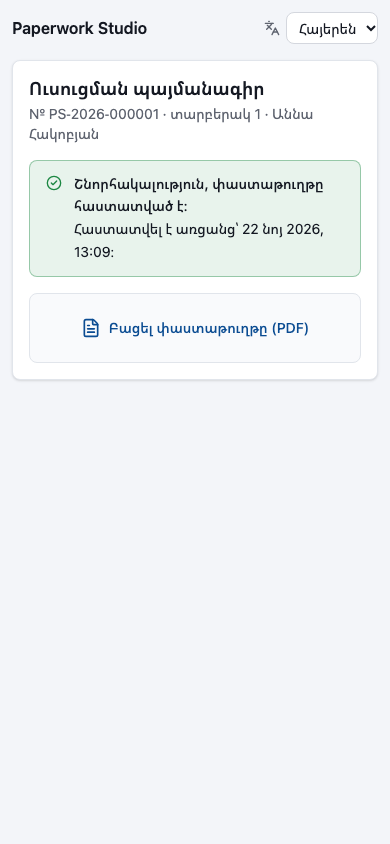 Paperwork Studio
Հայերեն
Ուսուցման պայմանագիր
№ PS-2026-000001 · տարբերակ 1 · Աննա
Հակոբյան
Շնորհակալություն, փաստաթուղթը
հաստատված է:
Հաստատվել է առցանց՝ 22 նոյ 2026,
13:09:
Բացել փաստաթուղթը (PDF)